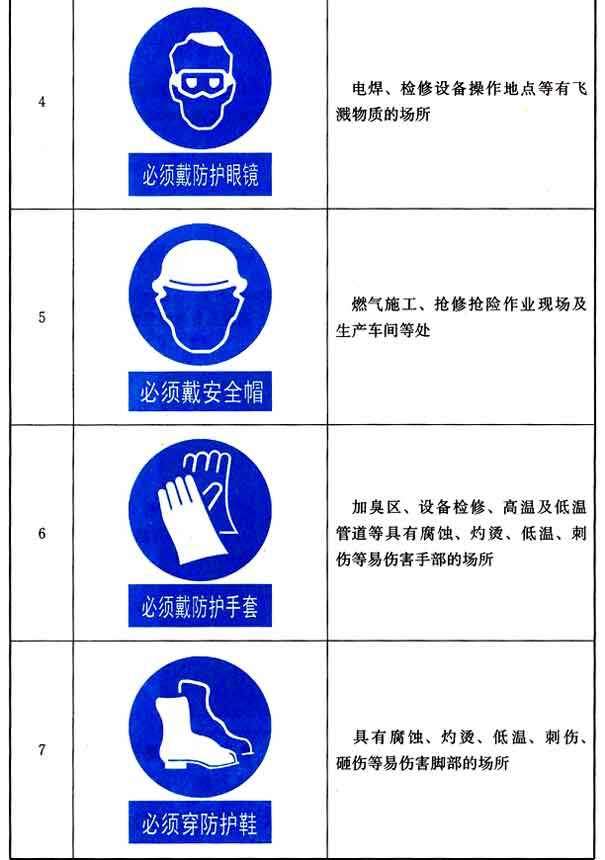 4
必须戴防护眼镜
电焊、检修设备操作地点等有飞
溅物质的场所
5
必须戴安全帽
燃气施工、抢修抢险作业现场及
生产车间等处
6
必须戴防护手套
加臭区、设备检修、高温及低温
管道等具有腐蚀、灼烫、低温、刺
伤等易伤害手部的场所
7
必须穿防护鞋
具有腐蚀、灼烫、低温、刺伤、
砸伤等易伤害脚部的场所